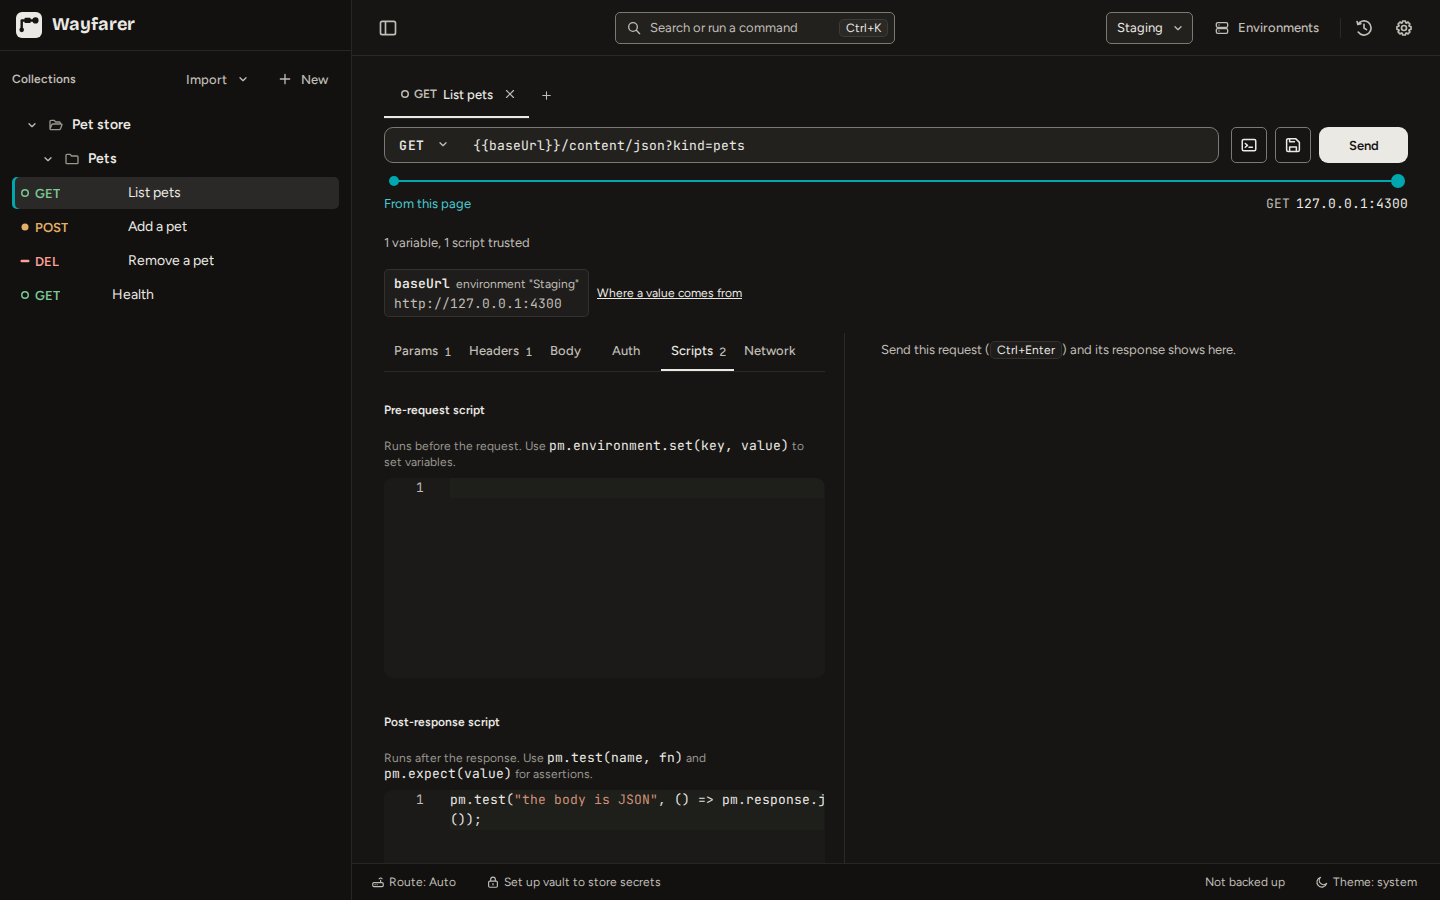 Wayfarer
Search or run a command Ctrl+K
Staging
Environments
Collections Import New
Pet store
Pets
GET List pets
POST Add a pet
DEL Remove a pet
GET Health
GET List pets
GET {{baseUrl}}/content/json?kind=pets
Send
From this page GET 127.0.0.1:4300
1 variable, 1 script trusted
baseUrl environment "Staging"
http://127.0.0.1:4300
Where a value comes from
Params 1 Headers 1 Body Auth Scripts 2 Network
Send this request (Ctrl+Enter) and its response shows here.
Pre-request script
Runs before the request. Use pm.environment.set(key, value) to
set variables.
1
Post-response script
Runs after the response. Use pm.test(name, fn) and
pm.expect(value) for assertions.
1 pm.test("the body is JSON", () => pm.response.j
());
Route: Auto Set up vault to store secrets Not backed up Theme: system